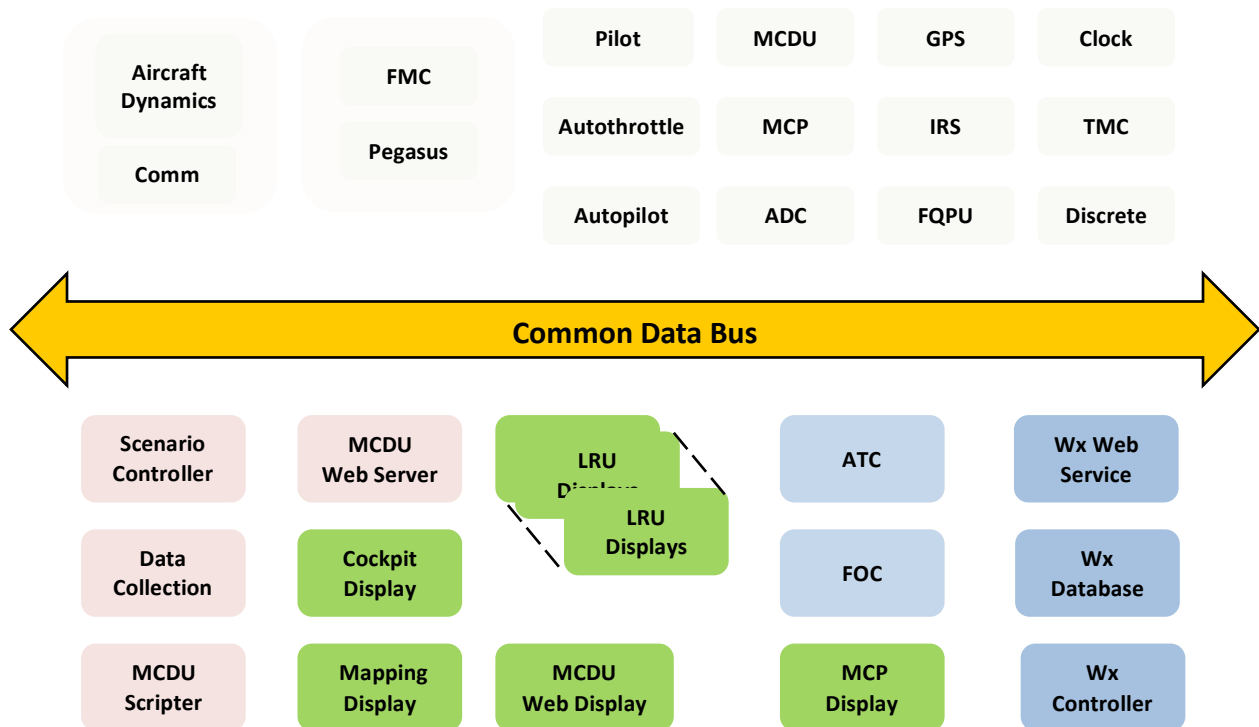 Aircraft
Dynamics
Comm
FMC
Pegasus
Pilot
MCDU
GPS
Clock
Autothrottle
MCP
IRS
TMC
Autopilot
ADC
FQPU
Discrete
Common Data Bus
Scenario
Controller
MCDU
Web Server
LRU
Displays
LRU
Displays
ATC
Wx Web
Service
Data
Collection
Cockpit
Display
FOC
Wx
Database
MCDU
Scripter
Mapping
Display
MCDU
Web Display
MCP
Display
Wx
Controller